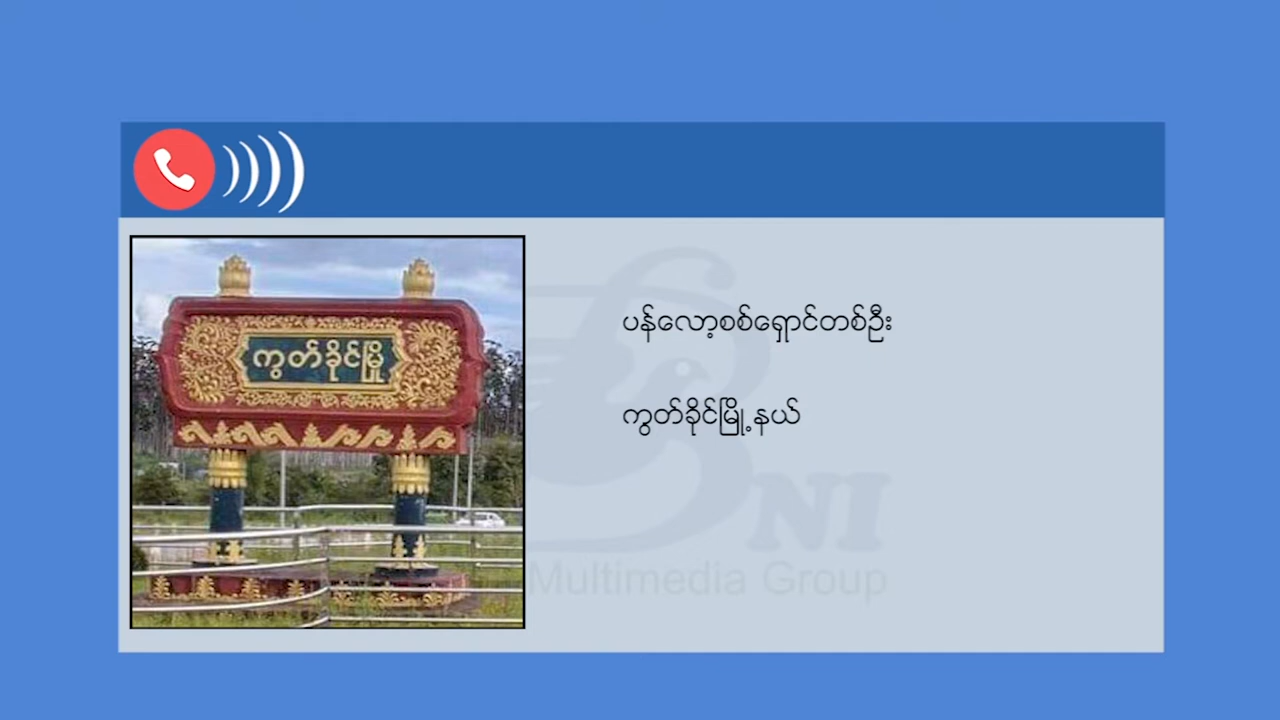 ကွတ်ခိုင်မြို့
ပန်လော့စစ်ရှောင်တစ်ဦး
ကွတ်ခိုင်မြို့နယ်
BNI
Multimedia Group